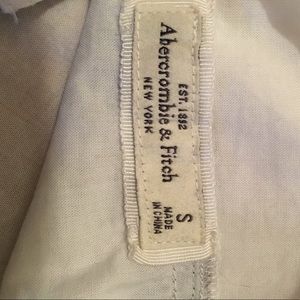 EST. 1892
Abercrombie & Fitch
NEW YORK
S
MADE
IN CHINA